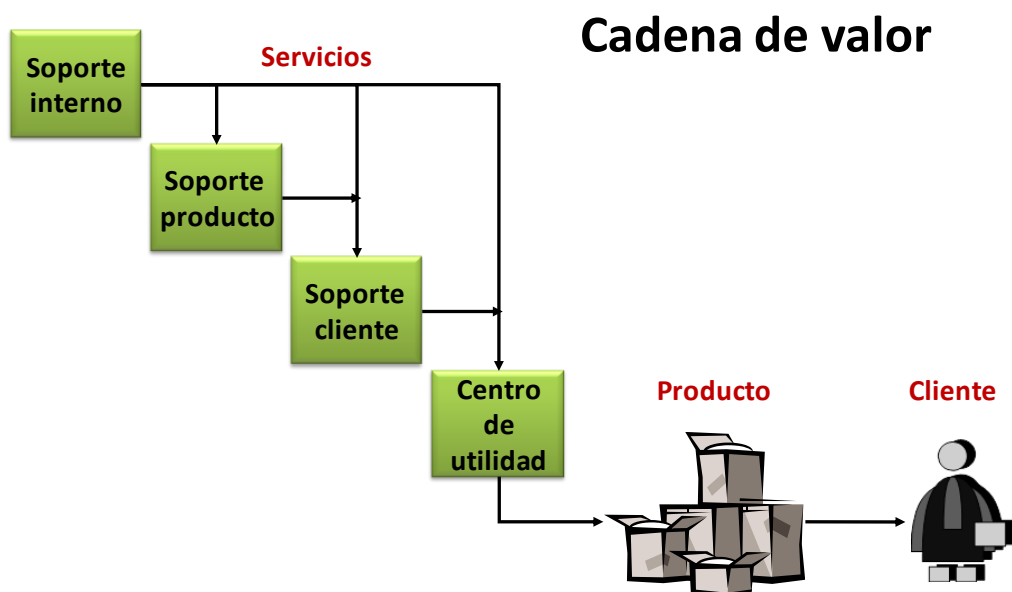 Cadena de valor
Servicios
Soporte
interno
Soporte
producto
Soporte
cliente
Centro
de
utilidad
Producto
Cliente